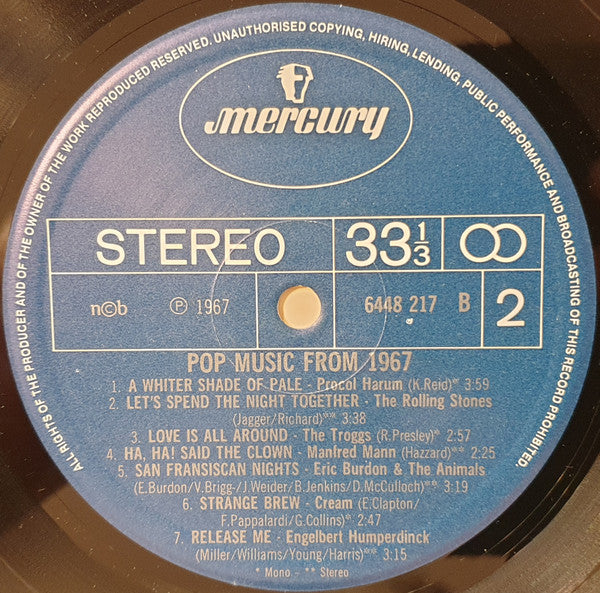 ALL RIGHTS OF THE PRODUCER AND OF THE OWNER OF THE WORK REPRODUCED RESERVED. UNAUTHORISED COPYING, HIRING, LENDING, PUBLIC PERFORMANCE AND BROADCASTING OF THIS RECORD PROHIBITED.
mercury
STEREO 33 1/3 ꝏ
n©b ℗ 1967 6448 217 B 2
POP MUSIC FROM 1967
1. A WHITER SHADE OF PALE - Procol Harum (K.Reid)* 3:59
2. LET'S SPEND THE NIGHT TOGETHER - The Rolling Stones
(Jagger/Richard)** 3:38
3. LOVE IS ALL AROUND - The Troggs (R.Presley)* 2:57
4. HA, HA! SAID THE CLOWN - Manfred Mann (Hazzard)** 2:25
5. SAN FRANSISCAN NIGHTS - Eric Burdon & The Animals
(E.Burdon/V.Brigg-/J.Weider/B.Jenkins/D.McCulloch)* 3:19
6. STRANGE BREW - Cream (E.Clapton/
F.Pappalardi/G.Collins)* 2:47
7. RELEASE ME - Engelbert Humperdinck
(Miller/Williams/Young/Harris)** 3:15
* Mono - ** Stereo